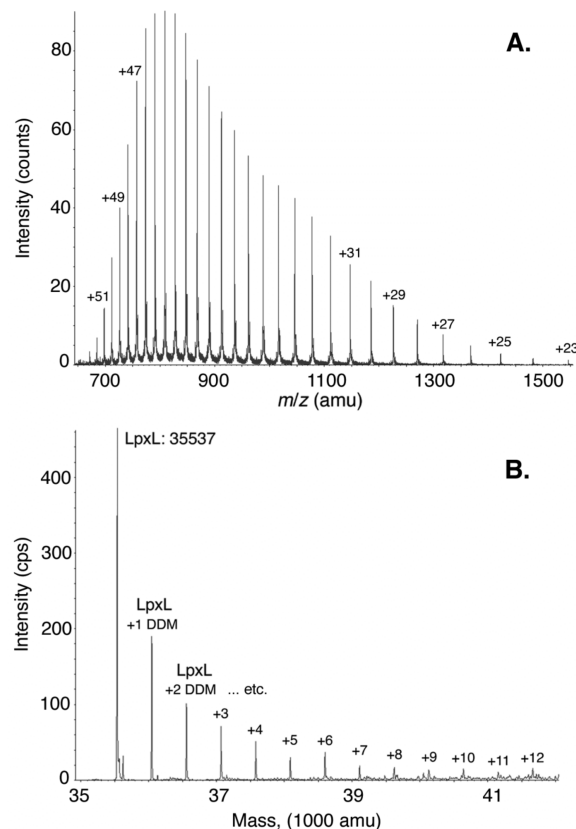 A.
80
60
40
20
0
Intensity (counts)
+47
+49
+51
+31
+29
+27
+25
+23
700 900 1100 1300 1500
m/z (amu)
B.
LpxL: 35537
400
300
200
100
0
Intensity (cps)
LpxL
+1 DDM
LpxL
+2 DDM ... etc.
+3
+4
+5
+6
+7
+8
+9
+10
+11
+12
35 37 39 41
Mass, (1000 amu)